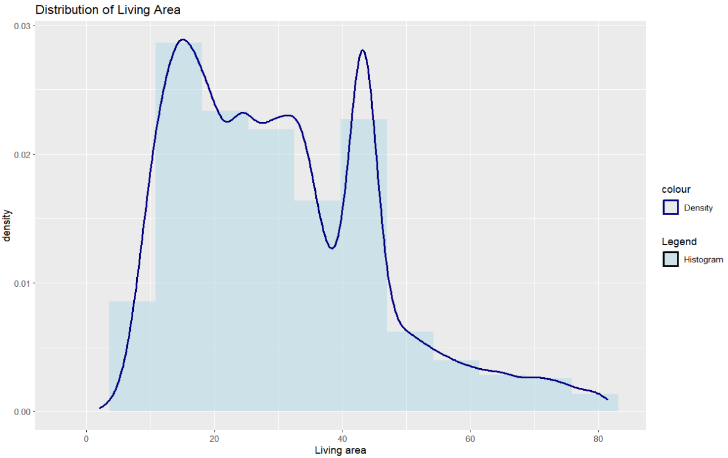 Distribution of Living Area
0.03
0.02
0.01
0.00
density
0
20
40
60
80
Living area
colour
Density
Legend
Histogram